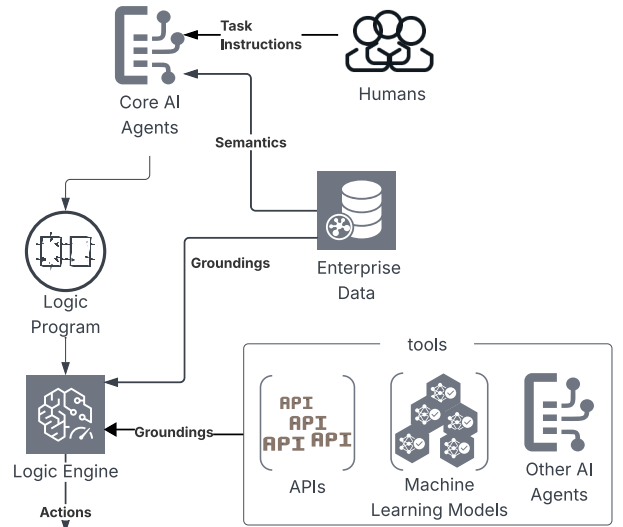 Task
Instructions
Humans
Core AI
Agents
Semantics
Enterprise
Data
Groundings
Logic
Program
tools
API
API
API API
APIs
Machine
Learning Models
Other AI
Agents
Groundings
Logic Engine
Actions